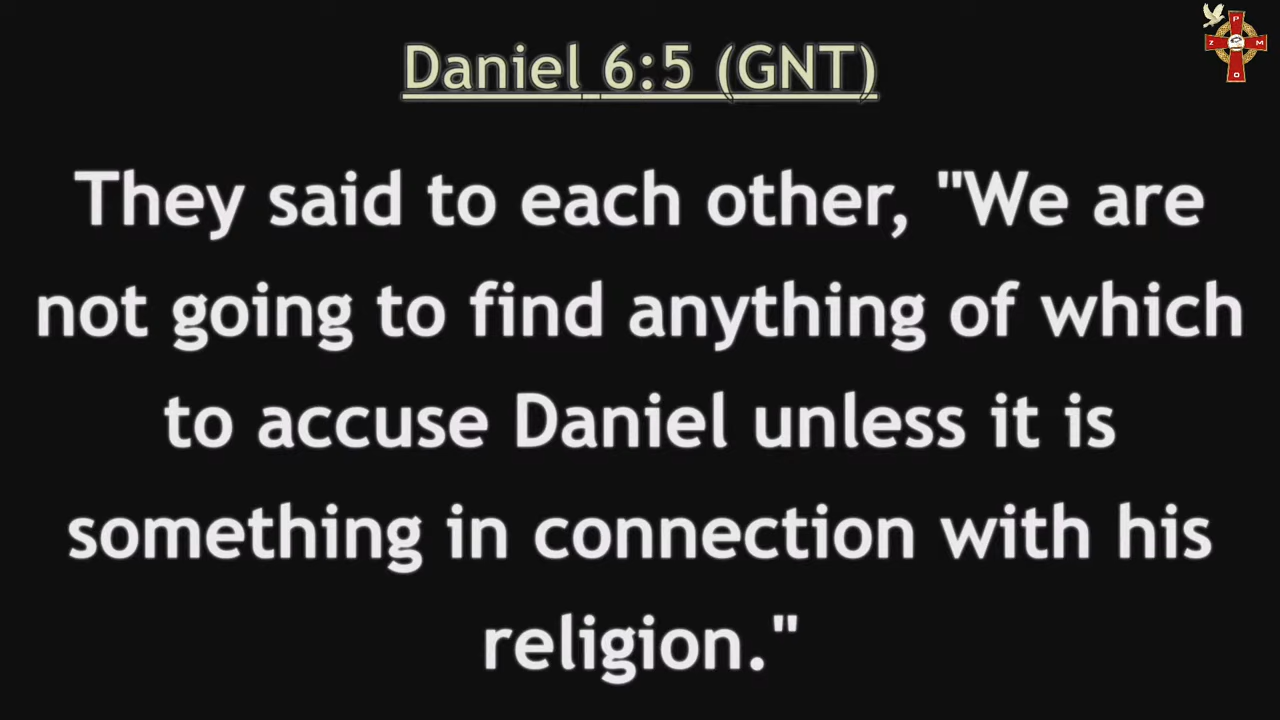 Daniel 6:5 (GNT)
They said to each other, "We are
not going to find anything of which
to accuse Daniel unless it is
something in connection with his
religion."
P
Z M
O